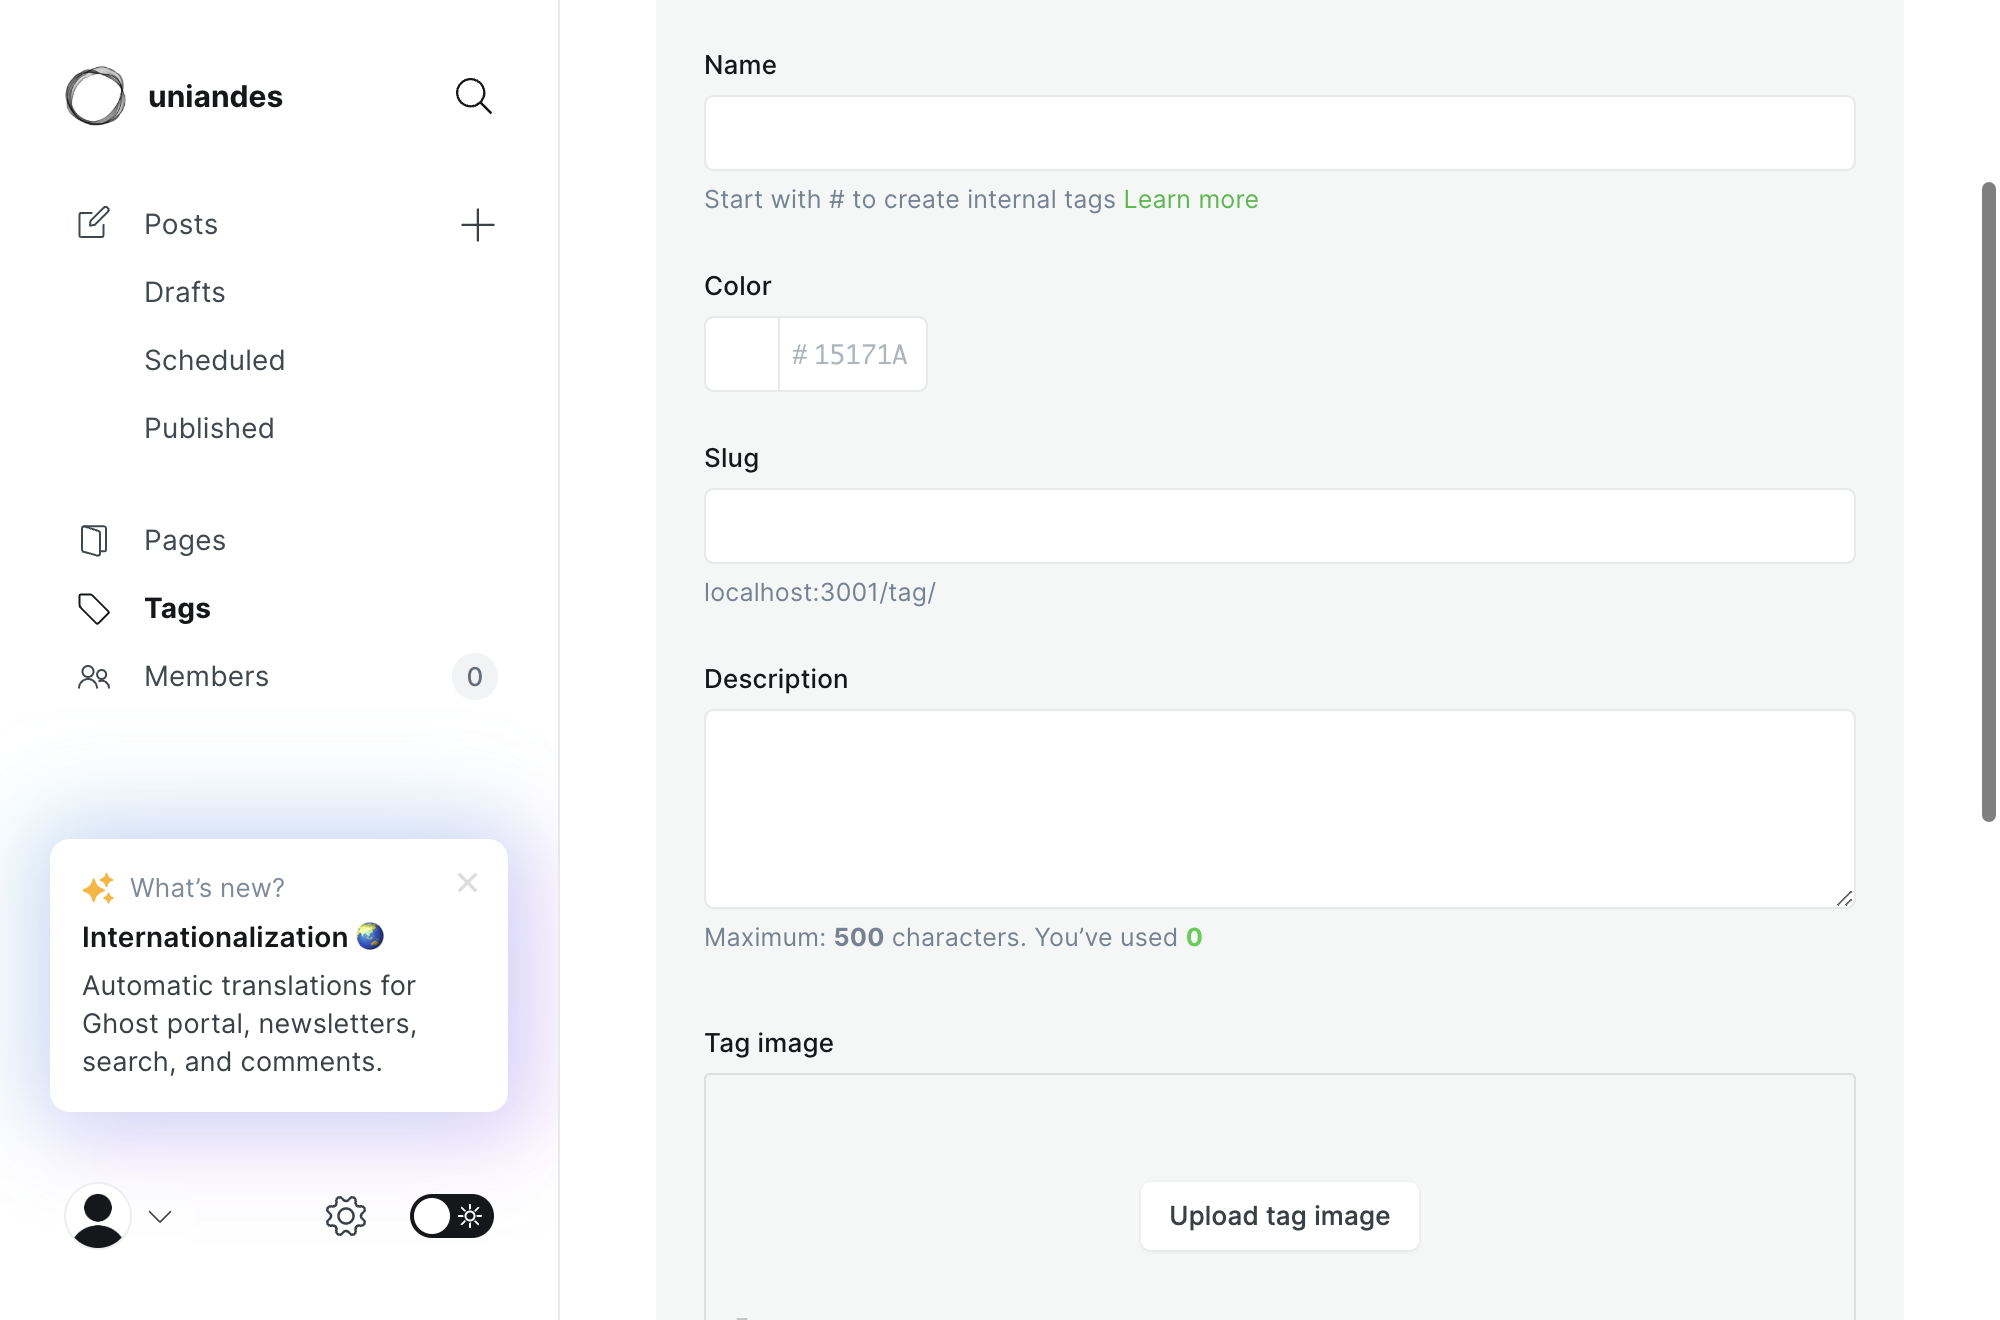 uniandes
Posts
Drafts
Scheduled
Published
Pages
Tags
Members
0
What’s new?
Internationalization 🌏
Automatic translations for
Ghost portal, newsletters,
search, and comments.
Name
Start with # to create internal tags Learn more
Color
# 15171A
Slug
localhost:3001/tag/
Description
Maximum: 500 characters. You’ve used 0
Tag image
Upload tag image